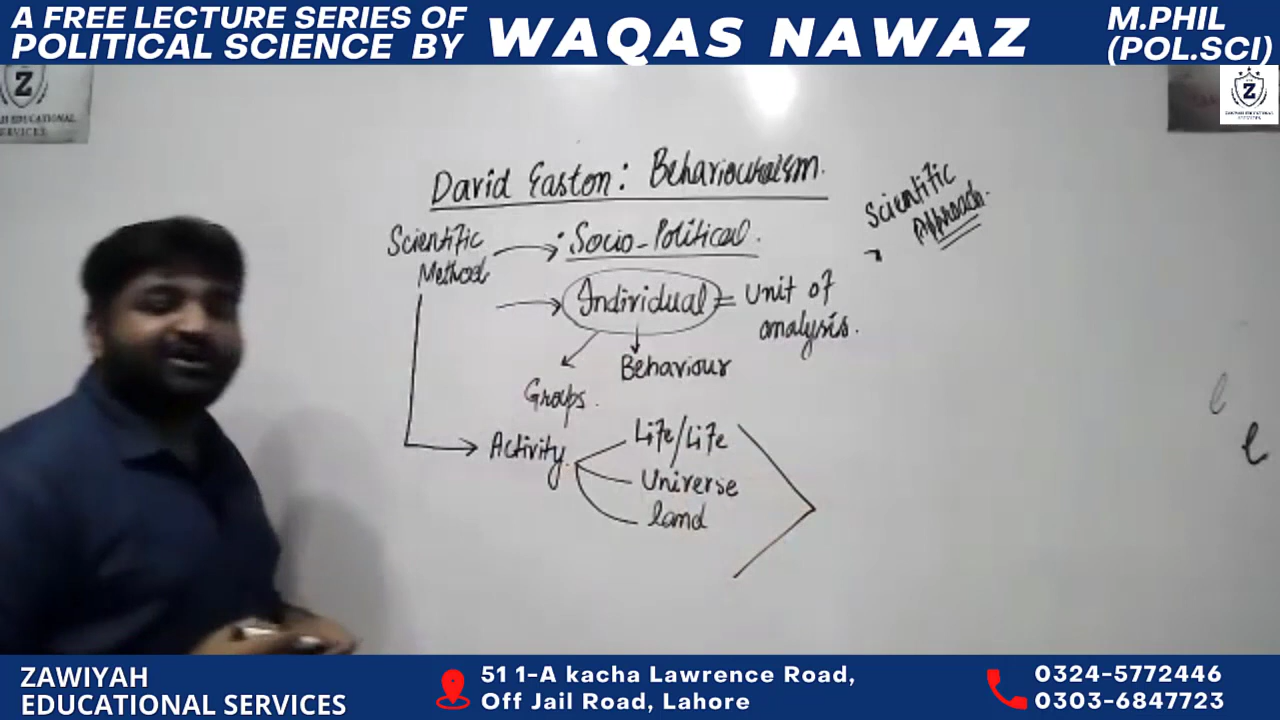 A FREE LECTURE SERIES OF
POLITICAL SCIENCE BY
WAQAS NAWAZ
M.PHIL
(POL.SCI)
Z
EDUCATIONAL
SERVICES
Z
David Easton: Behaviouralism.
Scientific
Approach.
Scientific
Method
Socio-Political.
Individual = Unit of
analysis.
Behaviour
Groups.
Activity
Life/Life
Universe
land
ZAWIYAH
EDUCATIONAL SERVICES
51 1-A kacha Lawrence Road,
Off Jail Road, Lahore
0324-5772446
0303-6847723